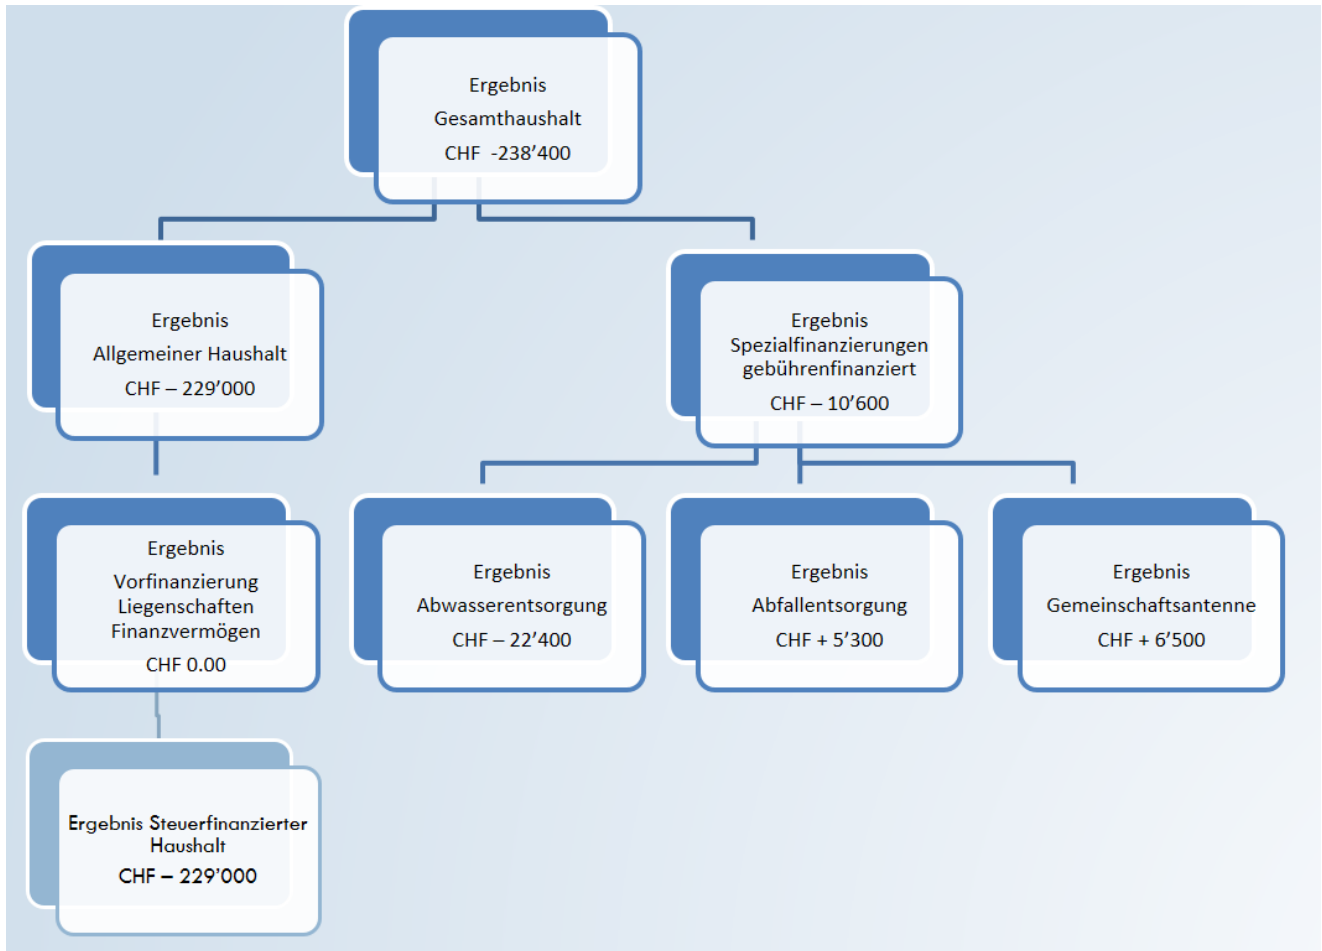 Ergebnis
Gesamthaushalt
CHF -238’400
Ergebnis
Allgemeiner Haushalt
CHF – 229’000
Ergebnis
Spezialfinanzierungen
gebührenfinanziert
CHF – 10’600
Ergebnis
Vorfinanzierung
Liegenschaften
Finanzvermögen
CHF 0.00
Ergebnis
Abwasserentsorgung
CHF – 22’400
Ergebnis
Abfallentsorgung
CHF + 5’300
Ergebnis
Gemeinschaftsantenne
CHF + 6’500
Ergebnis Steuerfinanzierter
Haushalt
CHF – 229’000